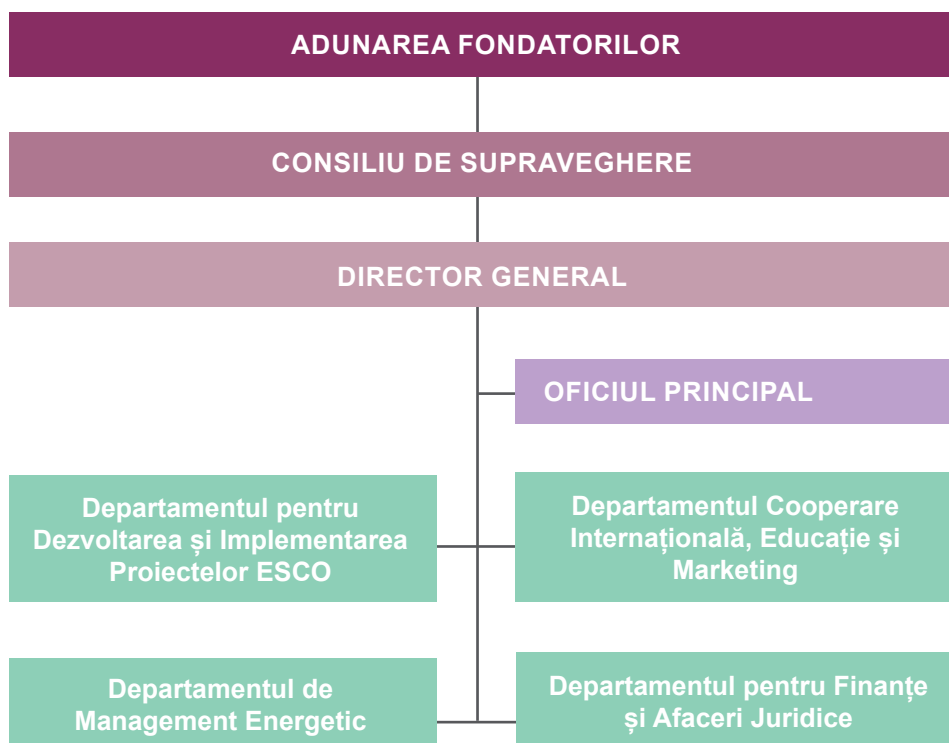 ADUNAREA FONDATORILOR
CONSILIU DE SUPRAVEGHERE
DIRECTOR GENERAL
OFICIUL PRINCIPAL
Departamentul pentru
Dezvoltarea și Implementarea
Proiectelor ESCO
Departamentul Cooperare
Internațională, Educație și
Marketing
Departamentul de
Management Energetic
Departamentul pentru Finanțe
și Afaceri Juridice